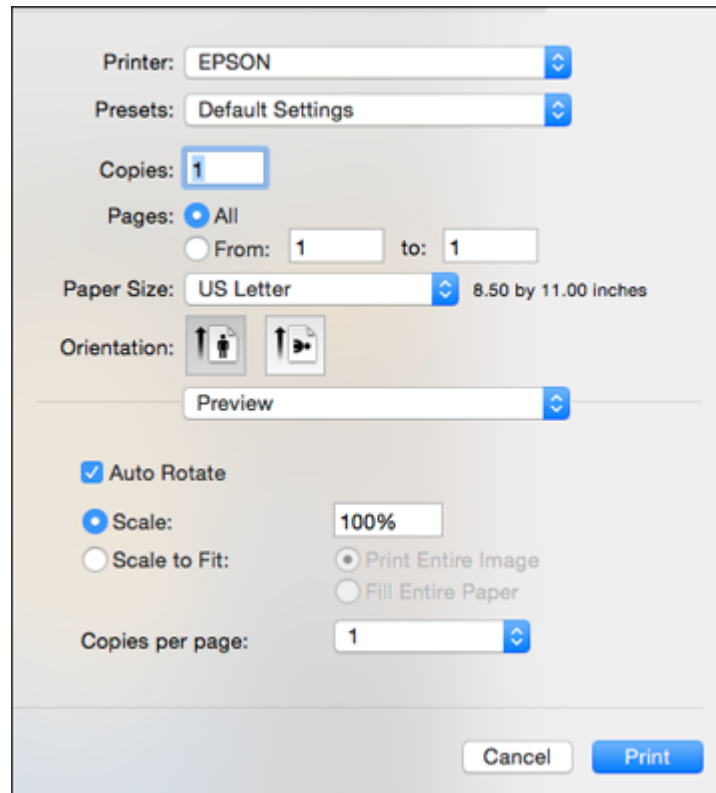 Printer: EPSON
Presets: Default Settings
Copies: 1
Pages: All
From: 1 to: 1
Paper Size: US Letter 8.50 by 11.00 inches
Orientation:
Preview
Auto Rotate
Scale: 100%
Scale to Fit: Print Entire Image
Fill Entire Paper
Copies per page: 1
Cancel Print